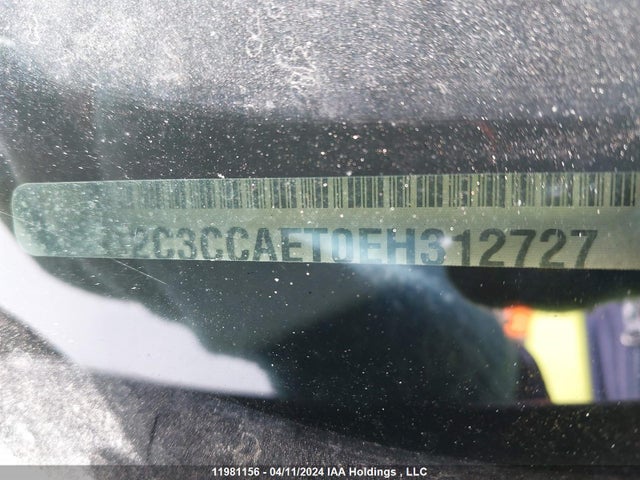 2C3CCAET0EH312727
11981156 - 04/11/2024 IAA Holdings , LLC